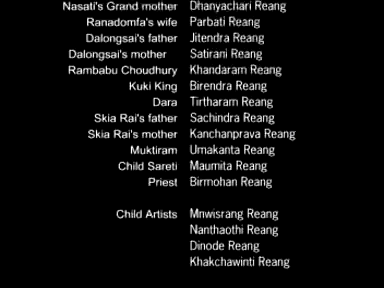 Nasati's Grand mother Dhanyachari Reang
Ranadomfa's wife Parbati Reang
Dalongsai's father Jitendra Reang
Dalongsai's mother Satirani Reang
Rambabu Choudhury Khandaram Reang
Kuki King Birendra Reang
Dara Tirtharam Reang
Skia Rai's father Sachindra Reang
Skia Rai's mother Kanchanprava Reang
Muktiram Umakanta Reang
Child Sareti Maumita Reang
Priest Birmohan Reang
Child Artists Mnwisrang Reang
Nanthaothi Reang
Dinode Reang
Khakchawinti Reang